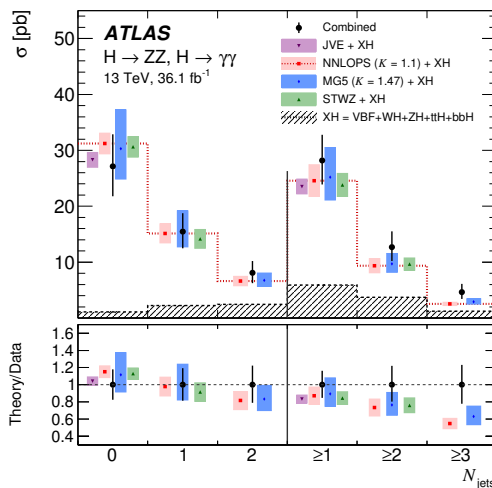 σ [pb]
50
40
30
20
10
ATLAS
H → ZZ, H → γγ
13 TeV, 36.1 fb⁻¹
Combined
JVE + XH
NNLOPS (K = 1.1) + XH
MG5 (K = 1.47) + XH
STWZ + XH
XH = VBF+WH+ZH+ttH+bbH
Theory/Data
1.6
1.4
1.2
1
0.8
0.6
0.4
0 1 2 ≥1 ≥2 ≥3
N_jets